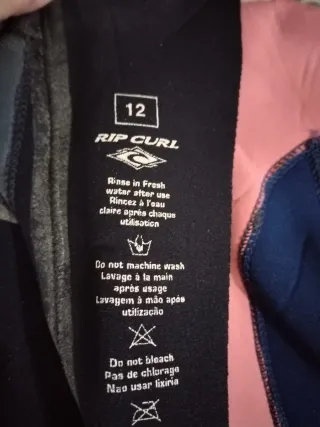 12
RIP CURL
Rinse in Fresh
water after use
Rincez à l'eau
claire après chaque
utilisation
Do not machine wash
Lavage à la main
après usage
Lavagem à mão após
utilização
Do not bleach
Pas de chlorage
Nao usar lixiria